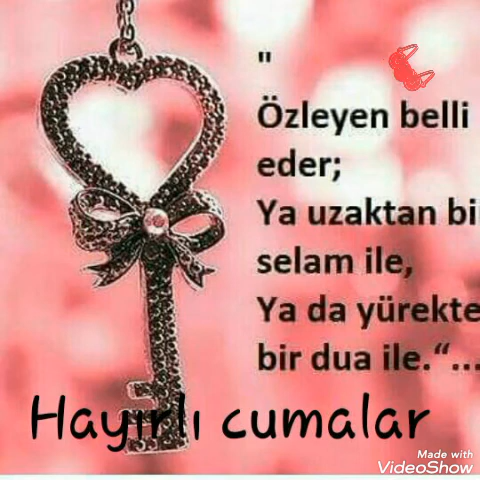 "
Özleyen belli
eder;
Ya uzaktan bi
selam ile,
Ya da yürekte
bir dua ile.“...
Hayırlı cumalar
Made with
VideoShow